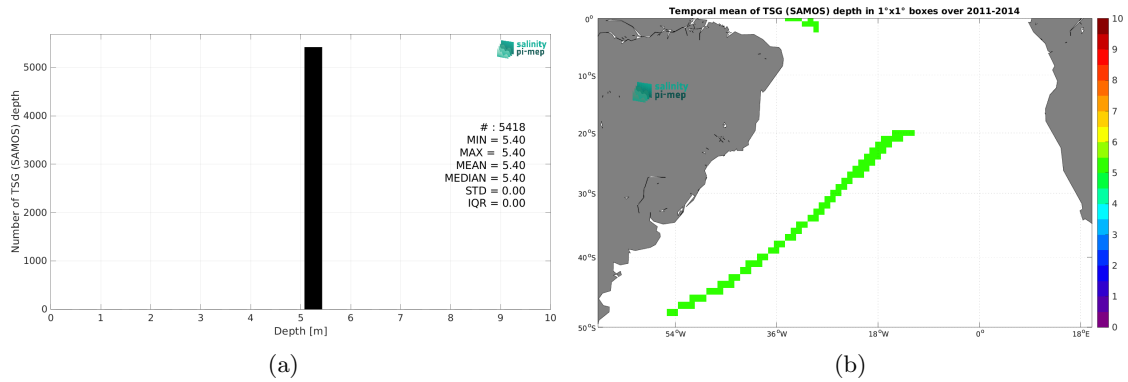 salinity
pi-mep
5000
4000
3000
2000
1000
0
Number of TSG (SAMOS) depth
# : 5418
MIN = 5.40
MAX = 5.40
MEAN = 5.40
MEDIAN = 5.40
STD = 0.00
IQR = 0.00
0 1 2 3 4 5 6 7 8 9 10
Depth [m]
(a)
Temporal mean of TSG (SAMOS) depth in 1°x1° boxes over 2011-2014
0°
10°S
20°S
30°S
40°S
50°S
salinity
pi-mep
54°W 36°W 18°W 0° 18°E
10
9
8
7
6
5
4
3
2
1
0
(b)